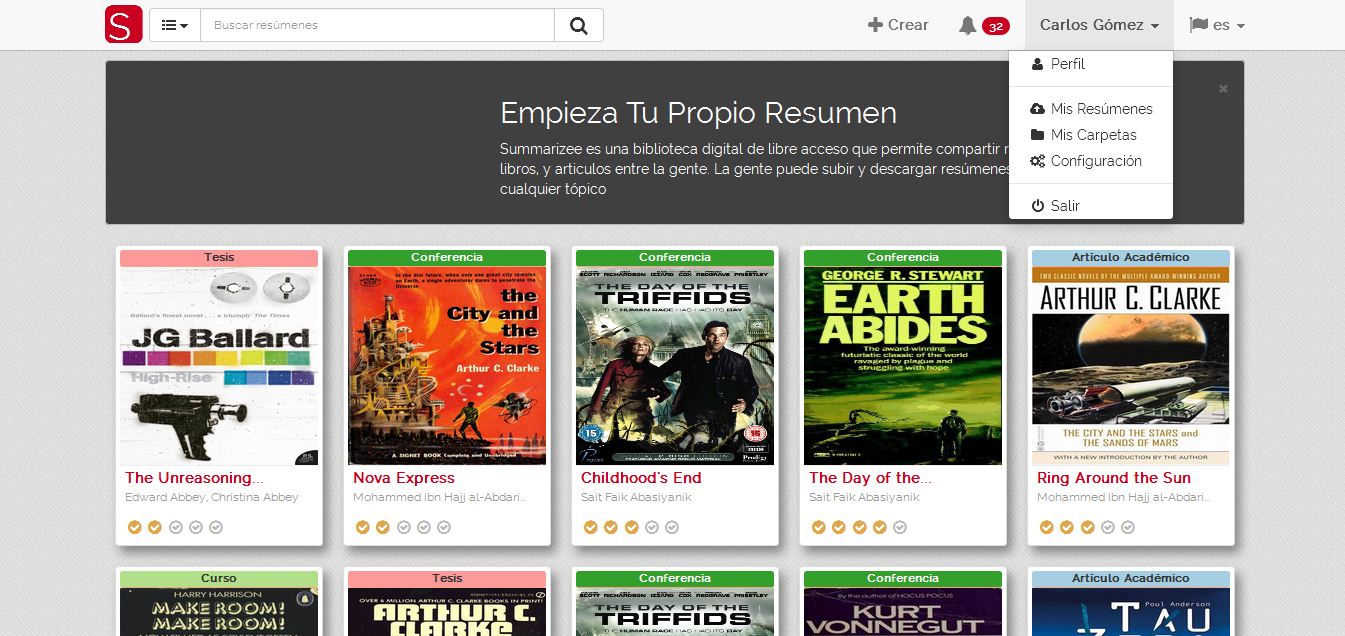 S
Buscar resúmenes
Crear
32
Carlos Gómez
es
Perfil
Mis Resúmenes
Mis Carpetas
Configuración
Salir
×
Empieza Tu Propio Resumen
Summarizee es una biblioteca digital de libre acceso que permite compartir
libros, y articulos entre la gente. La gente puede subir y descargar resúmenes
cualquier tópico
Tesis
Ballard's finest novel . . . a triumph The Times
JG Ballard
High-Rise
P.S.
The Unreasoning...
Edward Abbey, Christina Abbey
Conferencia
In the dim future, when only one great city remains
on Earth, a single adventurer dares to penetrate the
Universe
the
City and
the
Stars
Arthur C. Clarke
A SIGNET BOOK Complete and Unabridged
Nova Express
Mohammed ibn Hajj al-Abdari...
Conferencia
SCOTT RICHARDSON IZZARD COX REDGRAVE PRIESTLEY
THE DAY OF THE
TRIFFIDS
THE HUMAN RACE HAS HAD ITS DAY
15
15
Childhood's End
Sait Faik Abasiyanik
Conferencia
GEORGE R. STEWART
EARTH
ABIDES
The award-winning
futuristic classic of the world
ravaged by plague and
struggling with hope
The Day of the...
Sait Faik Abasiyanik
Artículo Académico
TWO CLASSIC NOVELS BY THE MULTIPLE AWARD-WINNING AUTHOR
ARTHUR C. CLARKE
THE CITY AND THE STARS and
THE SANDS OF MARS
WITH A NEW INTRODUCTION BY THE AUTHOR
Ring Around the Sun
Mohammed ibn Hajj al-Abdari...
Curso
HARRY HARRISON
MAKE ROOM!
MAKE ROOM!
Tesis
OVER 6 MILLION ARTHUR C. CLARKE BOOKS IN PRINT!
ARTHUR C.
CLARKE
Conferencia
SCOTT RICHARDSON IZZARD COX REDGRAVE PRIESTLEY
THE DAY OF THE
TRIFFIDS
THE HUMAN RACE HAS HAD ITS DAY
Conferencia
By the author of HOCUS POCUS
KURT
VONNEGUT
Artículo Académico
Poul Anderson
TAU